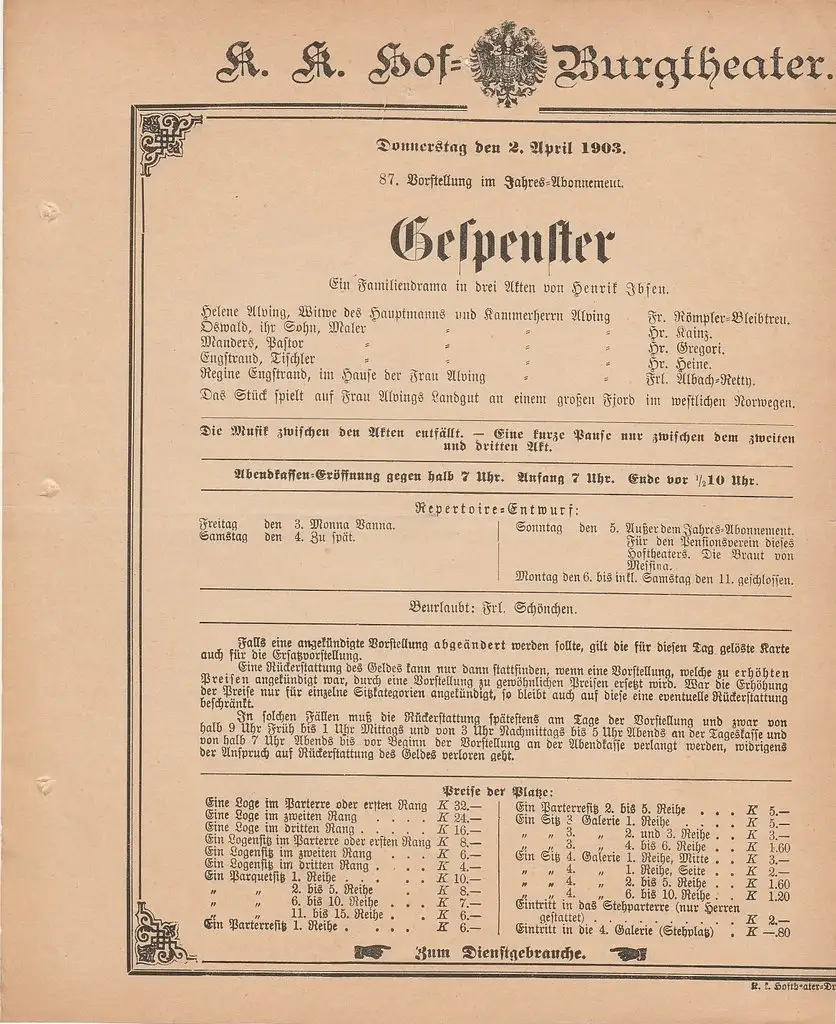 K. K. Hof= Burgtheater.
Donnerstag den 2. April 1903.
87. Vorstellung im Jahres=Abonnement.
Gespenster
Ein Familiendrama in drei Akten von Henrik Ibsen.
Helene Alving, Witwe des Hauptmanns und Kammerherrn Alving Fr. Römpler=Bleibtreu.
Oswald, ihr Sohn, Maler " " " Hr. Kainz.
Manders, Pastor " " " " Hr. Gregori.
Engstrand, Tischler " " " " Hr. Heine.
Regine Engstrand, im Hause der Frau Alving " " Frl. Albach=Retty.
Das Stück spielt auf Frau Alvings Landgut an einem großen Fjord im westlichen Norwegen.
Die Musik zwischen den Akten entfällt. — Eine kurze Pause nur zwischen dem zweiten
und dritten Akt.
Abendkassen=Eröffnung gegen halb 7 Uhr. Anfang 7 Uhr. Ende vor ½10 Uhr.
Repertoire=Entwurf:
Freitag den 3. Monna Vanna.
Samstag den 4. Zu spät.
Sonntag den 5. Außer dem Jahres=Abonnement.
Für den Pensionsverein dieses
Hoftheaters. Die Braut von
Messina.
Montag den 6. bis inkl. Samstag den 11. geschlossen.
Beurlaubt: Frl. Schönchen.
Falls eine angekündigte Vorstellung abgeändert werden sollte, gilt die für diesen Tag gelöste Karte
auch für die Ersatzvorstellung.
Eine Rückerstattung des Geldes kann nur dann stattfinden, wenn eine Vorstellung, welche zu erhöhten
Preisen angekündigt war, durch eine Vorstellung zu gewöhnlichen Preisen ersetzt wird. War die Erhöhung
der Preise nur für einzelne Sitzkategorien angekündigt, so bleibt auch auf diese eine eventuelle Rückerstattung
beschränkt.
In solchen Fällen muß die Rückerstattung spätestens am Tage der Vorstellung und zwar von
halb 9 Uhr Früh bis 1 Uhr Mittags und von 3 Uhr Nachmittags bis 5 Uhr Abends an der Tageskasse und
von halb 7 Uhr Abends bis vor Beginn der Vorstellung an der Abendkasse verlangt werden, widrigens
der Anspruch auf Rückerstattung des Geldes verloren geht.
Preise der Plätze:
Eine Loge im Parterre oder ersten Rang K 32.—
Eine Loge im zweiten Rang . . . . K 24.—
Eine Loge im dritten Rang . . . . . K 16.—
Ein Logensitz im Parterre oder ersten Rang K 8.—
Ein Logensitz im zweiten Rang . . . K 6.—
Ein Logensitz im dritten Rang . . . K 4.—
Ein Parquetsitz 1. Reihe . . . . . K 10.—
" " 2. bis 5. Reihe . . . K 8.—
" " 6. bis 10. Reihe . . . K 7.—
" " 11. bis 15. Reihe . . . K 6.—
Ein Parterresitz 1. Reihe . . . . . K 6.—
Ein Parterresitz 2. bis 5. Reihe . . . K 5.—
Ein Sitz 3. Galerie 1. Reihe . . . . K 5.—
" " 3. " 2. und 3. Reihe . . K 3.—
" " 3. " 4. bis 6. Reihe . . K 1.60
Ein Sitz 4. Galerie 1. Reihe, Mitte . . K 3.—
" " 4. " 1. Reihe, Seite . . K 2.—
" " 4. " 2. bis 5. Reihe . . K 1.60
" " 4. " 6. bis 10. Reihe . . K 1.20
Eintritt in das Stehparterre (nur Herren
gestattet) . . . . . . . . . K 2.—
Eintritt in die 4. Galerie (Stehplatz) . K —.80
Zum Dienstgebrauche.
K. k. Hoftheater=Dr